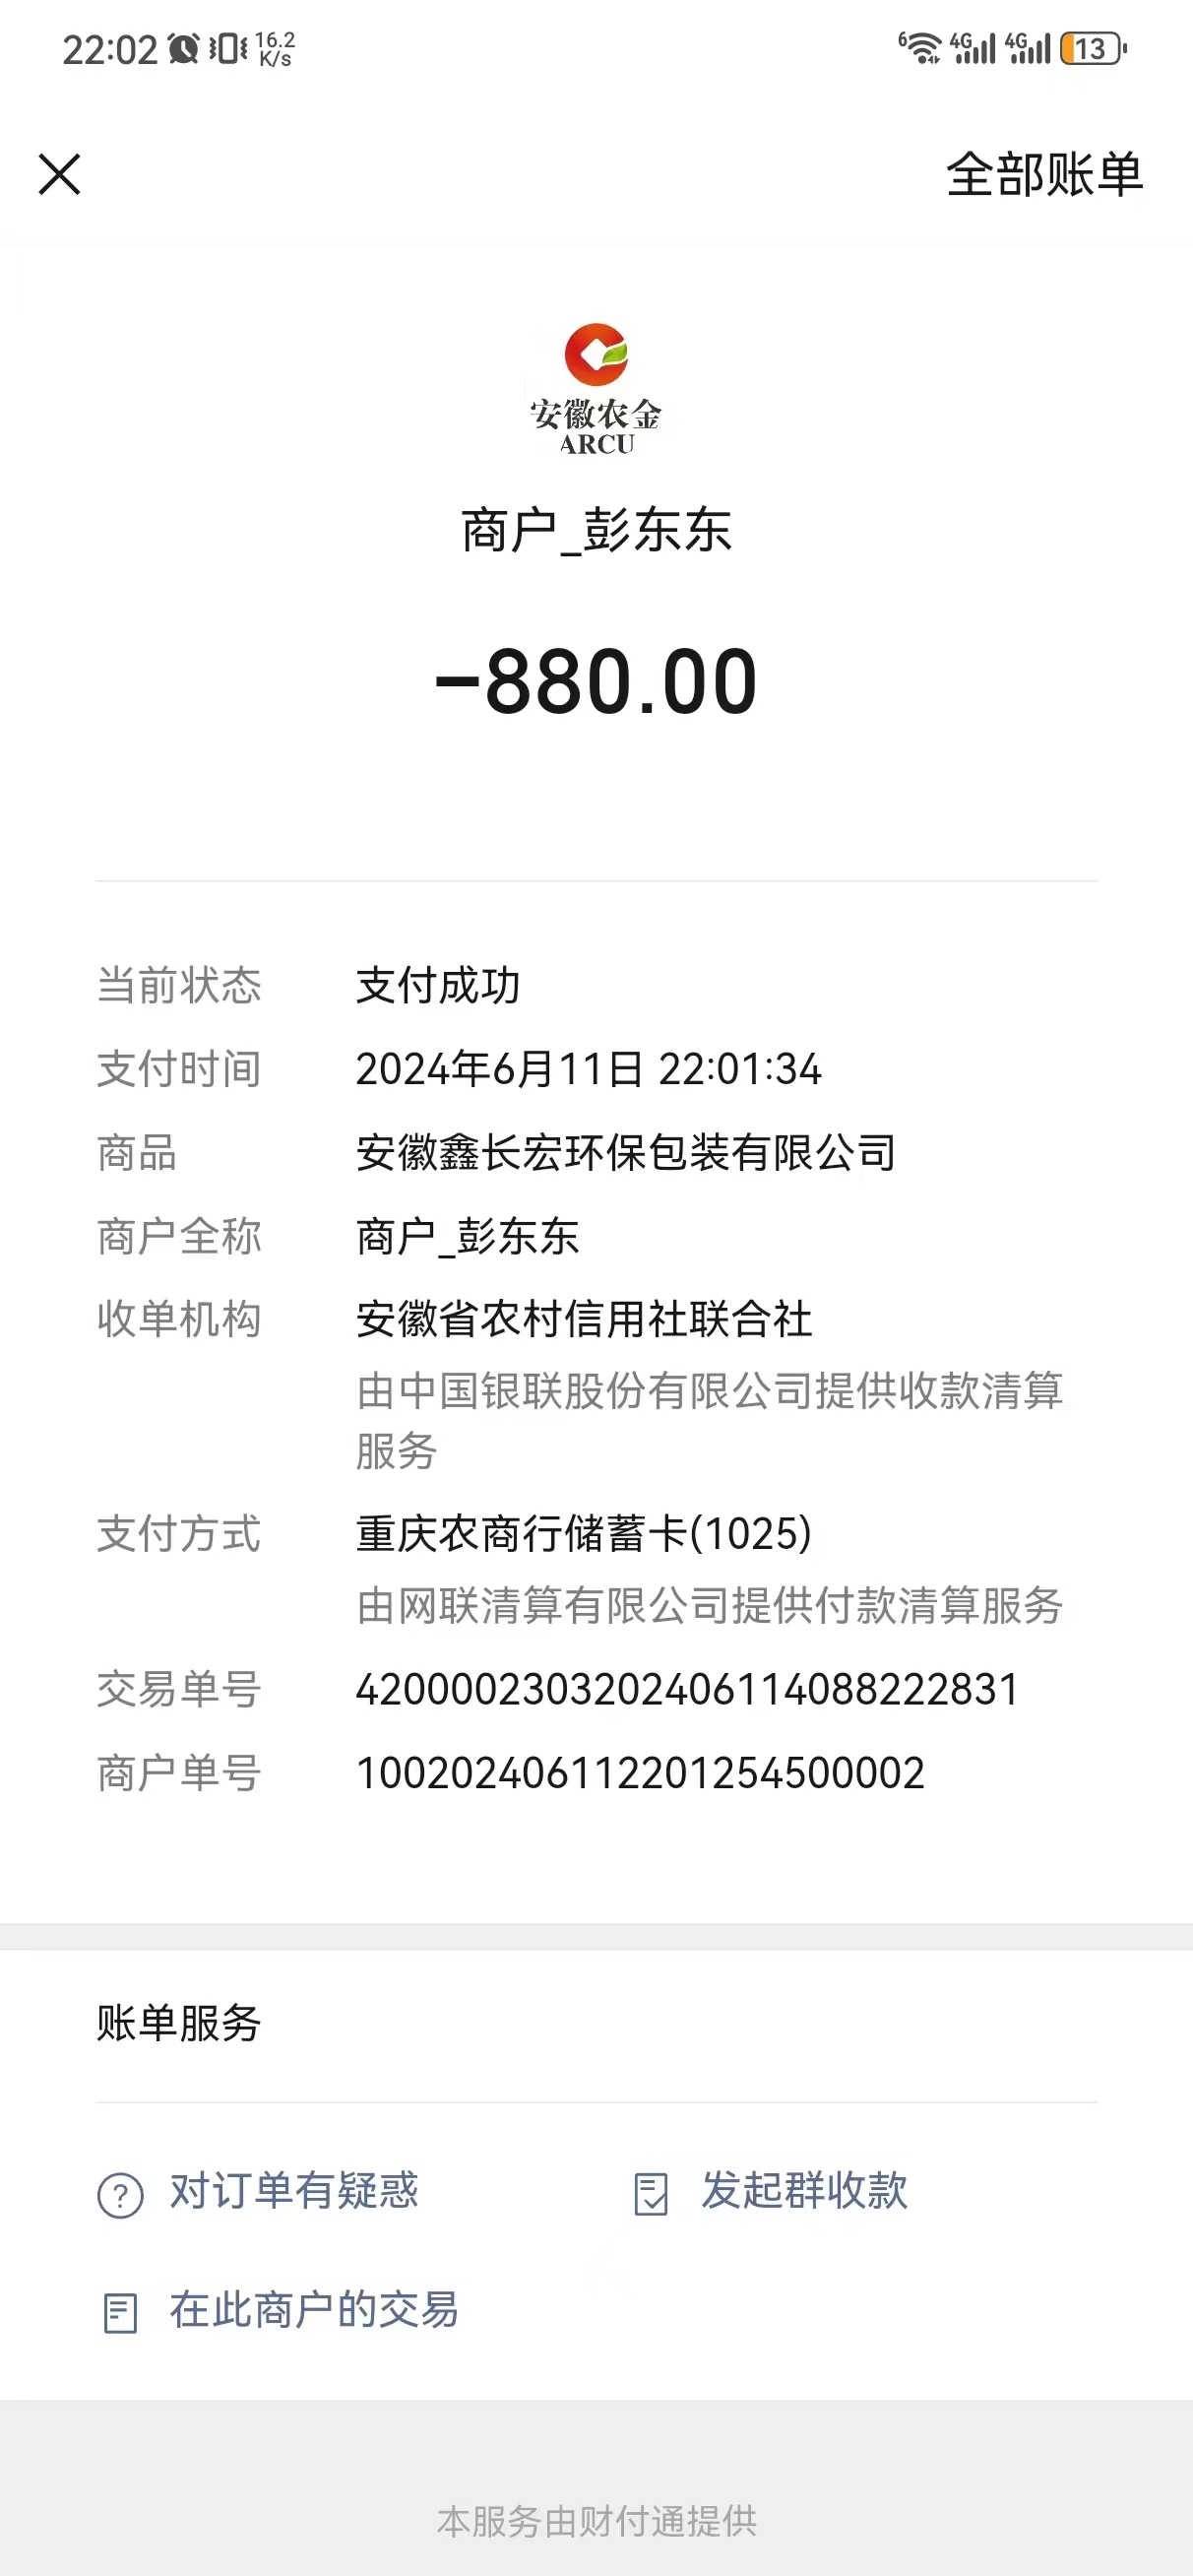 22:02 16.2 K/s 6 4G 4G 13
全部账单
安徽农金
ARCU
商户_彭东东
-880.00
当前状态 支付成功
支付时间 2024年6月11日 22:01:34
商品 安徽鑫长宏环保包装有限公司
商户全称 商户_彭东东
收单机构 安徽省农村信用社联合社
由中国银联股份有限公司提供收款清算
服务
支付方式 重庆农商行储蓄卡(1025)
由网联清算有限公司提供付款清算服务
交易单号 4200002303202406114088222831
商户单号 100202406112201254500002
账单服务
对订单有疑惑 发起群收款
在此商户的交易
本服务由财付通提供